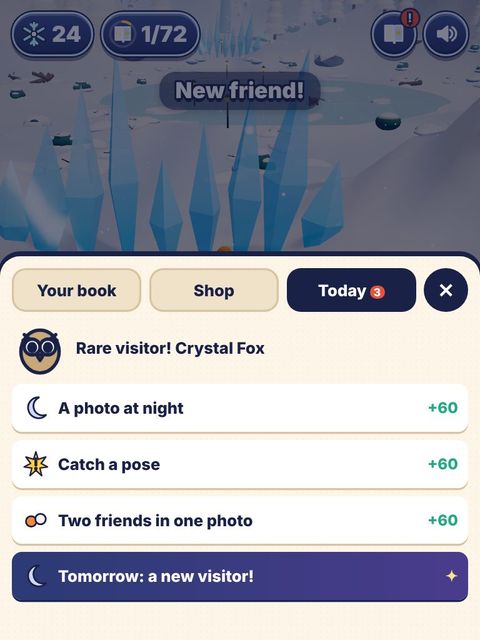 24
1/72
!
New friend!
Your book
Shop
Today 3
Rare visitor! Crystal Fox
A photo at night
+60
!
Catch a pose
+60
Two friends in one photo
+60
Tomorrow: a new visitor!